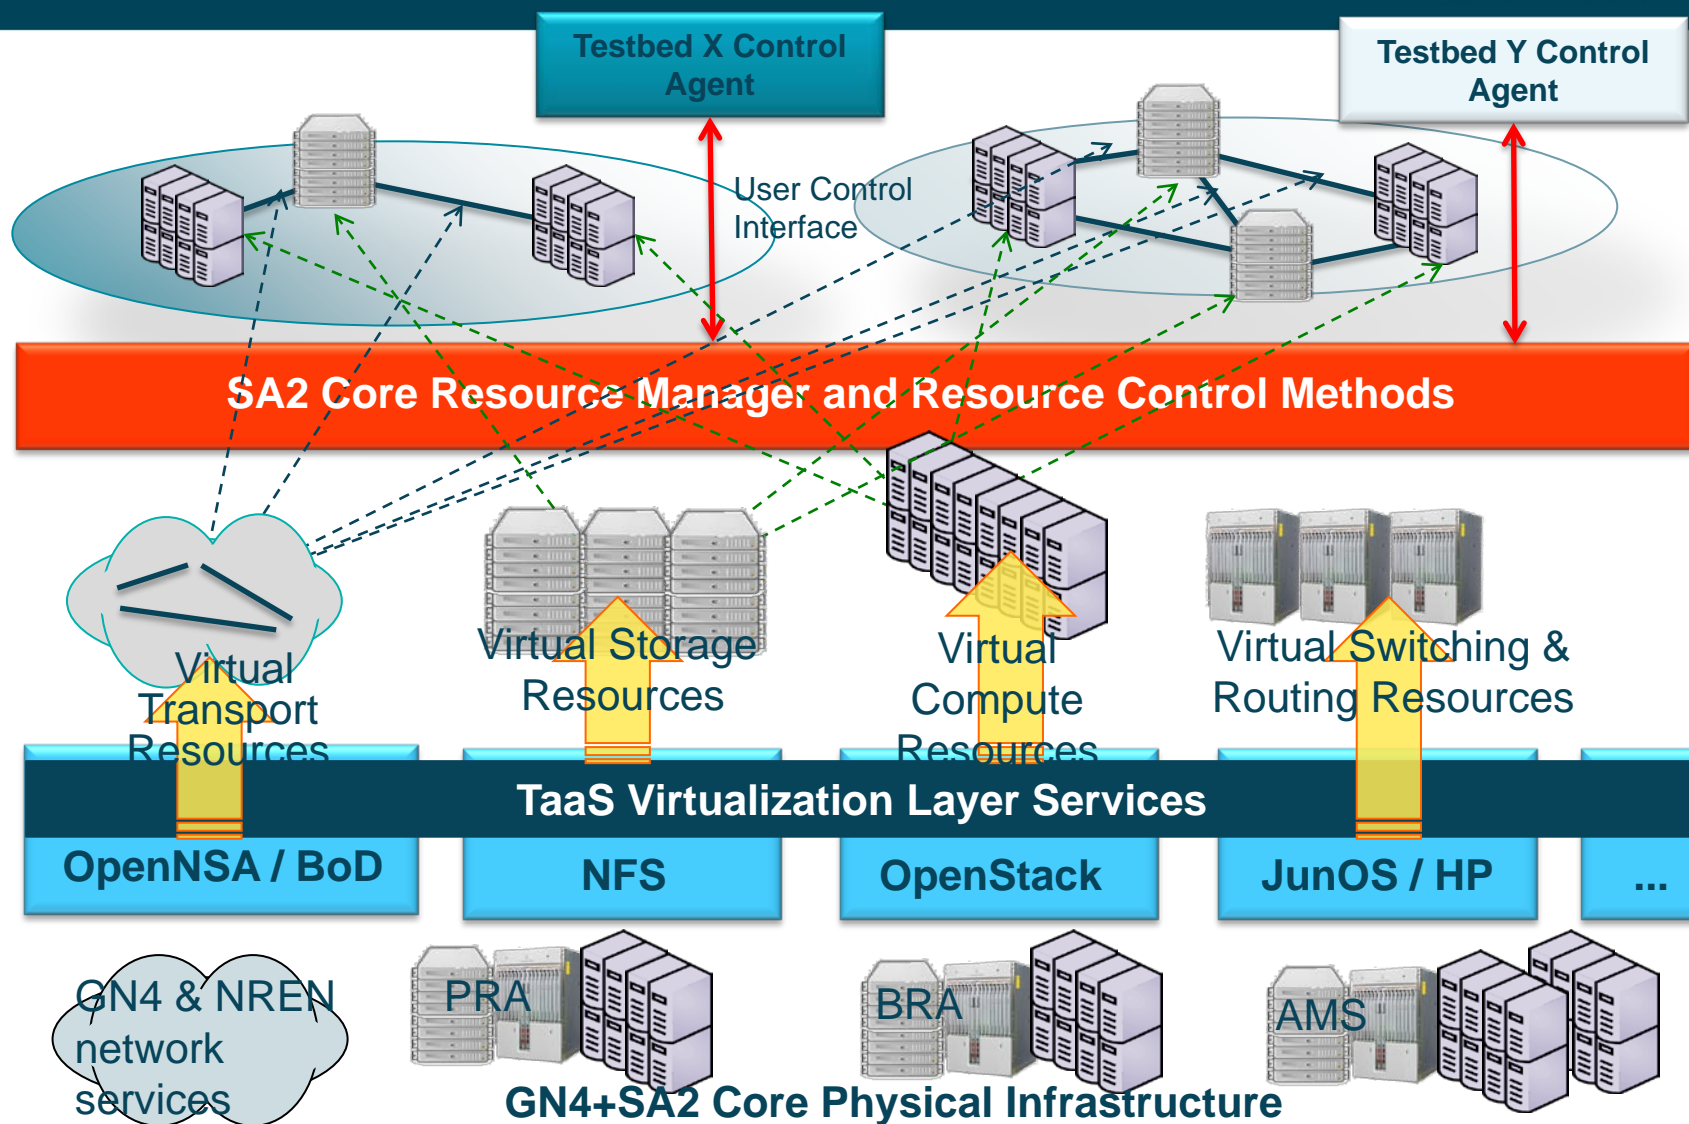 Testbed X Control
Agent
Testbed Y Control
Agent
User Control
Interface
SA2 Core Resource Manager and Resource Control Methods
Virtual
Transport
Resources
Virtual Storage
Resources
Virtual
Compute
Resources
Virtual Switching &
Routing Resources
TaaS Virtualization Layer Services
OpenNSA / BoD
NFS
OpenStack
JunOS / HP
...
GN4 & NREN
network
services
PRA
BRA
AMS
GN4+SA2 Core Physical Infrastructure